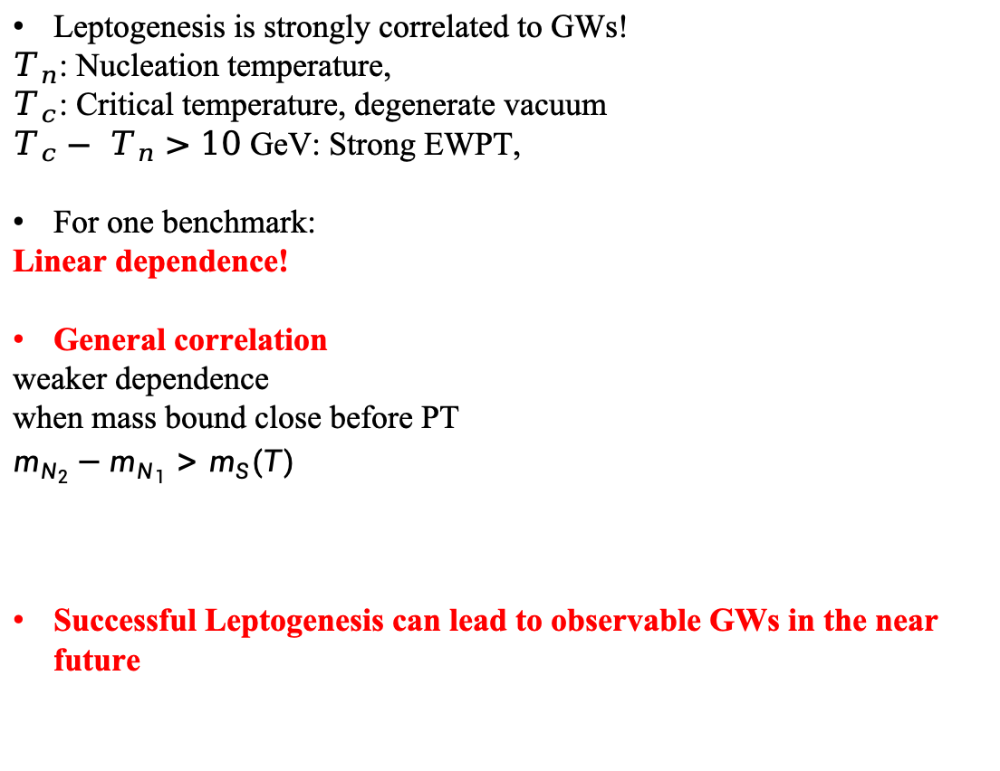 • Leptogenesis is strongly correlated to GWs!
T_n: Nucleation temperature,
T_c: Critical temperature, degenerate vacuum
T_c − T_n > 10 GeV: Strong EWPT,
• For one benchmark:
Linear dependence!
• General correlation
weaker dependence
when mass bound close before PT
m_{N_2} − m_{N_1} > m_S(T)
• Successful Leptogenesis can lead to observable GWs in the near
future